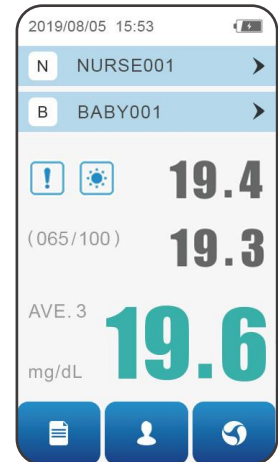 2019/08/05 15:53
N NURSE001
B BABY001
! 19.4
(065/100) 19.3
AVE. 3 19.6
mg/dL